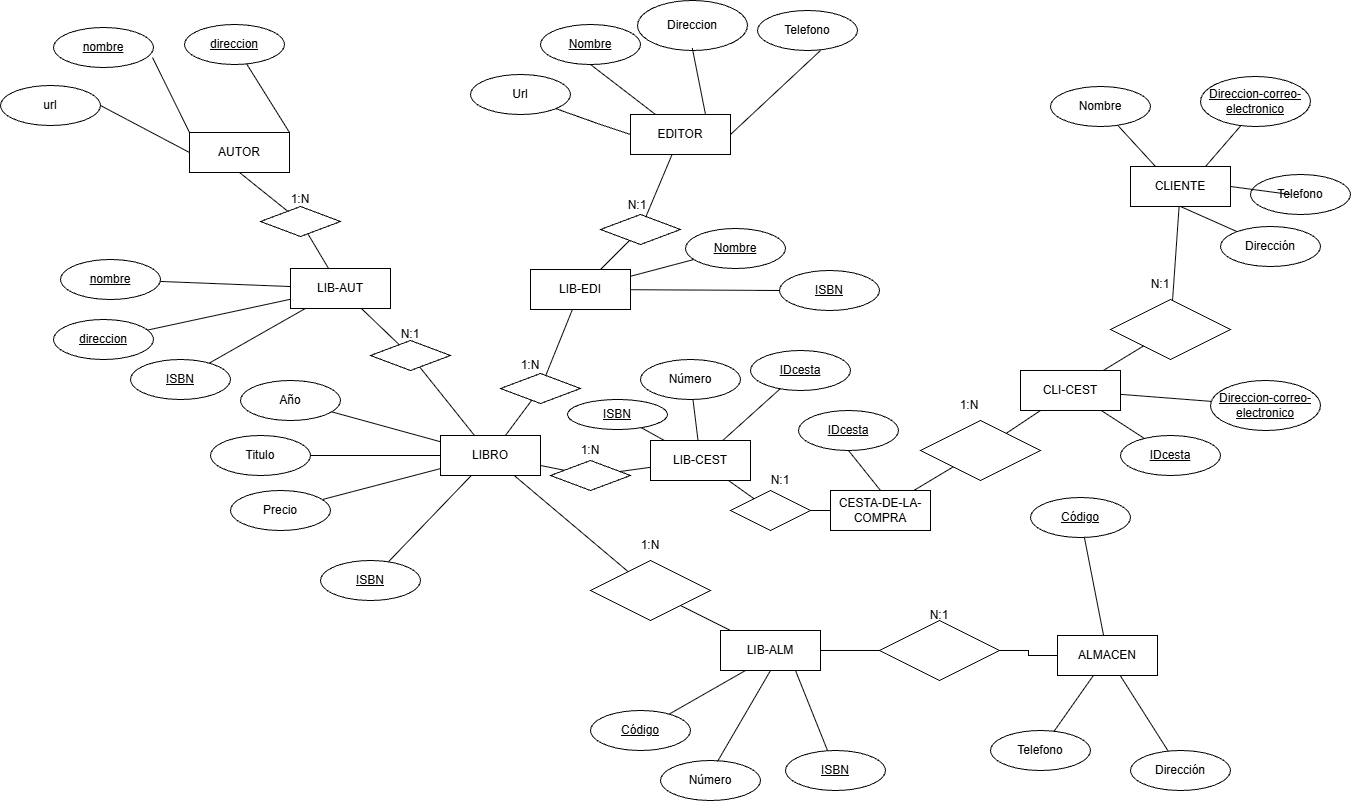 nombre
direccion
url
AUTOR
1:N
Nombre
Direccion
Telefono
Url
EDITOR
N:1
Nombre
Direccion-correo-
electronico
CLIENTE
Telefono
Dirección
nombre
direccion
ISBN
LIB-AUT
N:1
LIB-EDI
Nombre
ISBN
1:N
N:1
CLI-CEST
Direccion-correo-
electronico
IDcesta
1:N
Año
Titulo
Precio
ISBN
LIBRO
1:N
ISBN
Número
IDcesta
LIB-CEST
N:1
IDcesta
CESTA-DE-LA-
COMPRA
1:N
LIB-ALM
Código
Número
ISBN
N:1
Código
ALMACEN
Telefono
Dirección